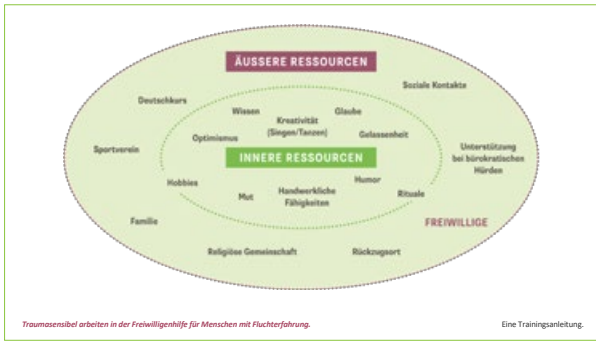 ÄUSSERE RESSOURCEN
Soziale Kontakte
Deutschkurs
Wissen
Glaube
Kreativität
(Singen/Tanzen)
Optimismus
Gelassenheit
Sportverein
Unterstützung
bei bürokratischen
Hürden
INNERE RESSOURCEN
Hobbies
Humor
Mut
Handwerkliche
Fähigkeiten
Rituale
Familie
FREIWILLIGE
Religiöse Gemeinschaft
Rückzugsort
Traumasensibel arbeiten in der Freiwilligenhilfe für Menschen mit Fluchterfahrung.
Eine Trainingsanleitung.